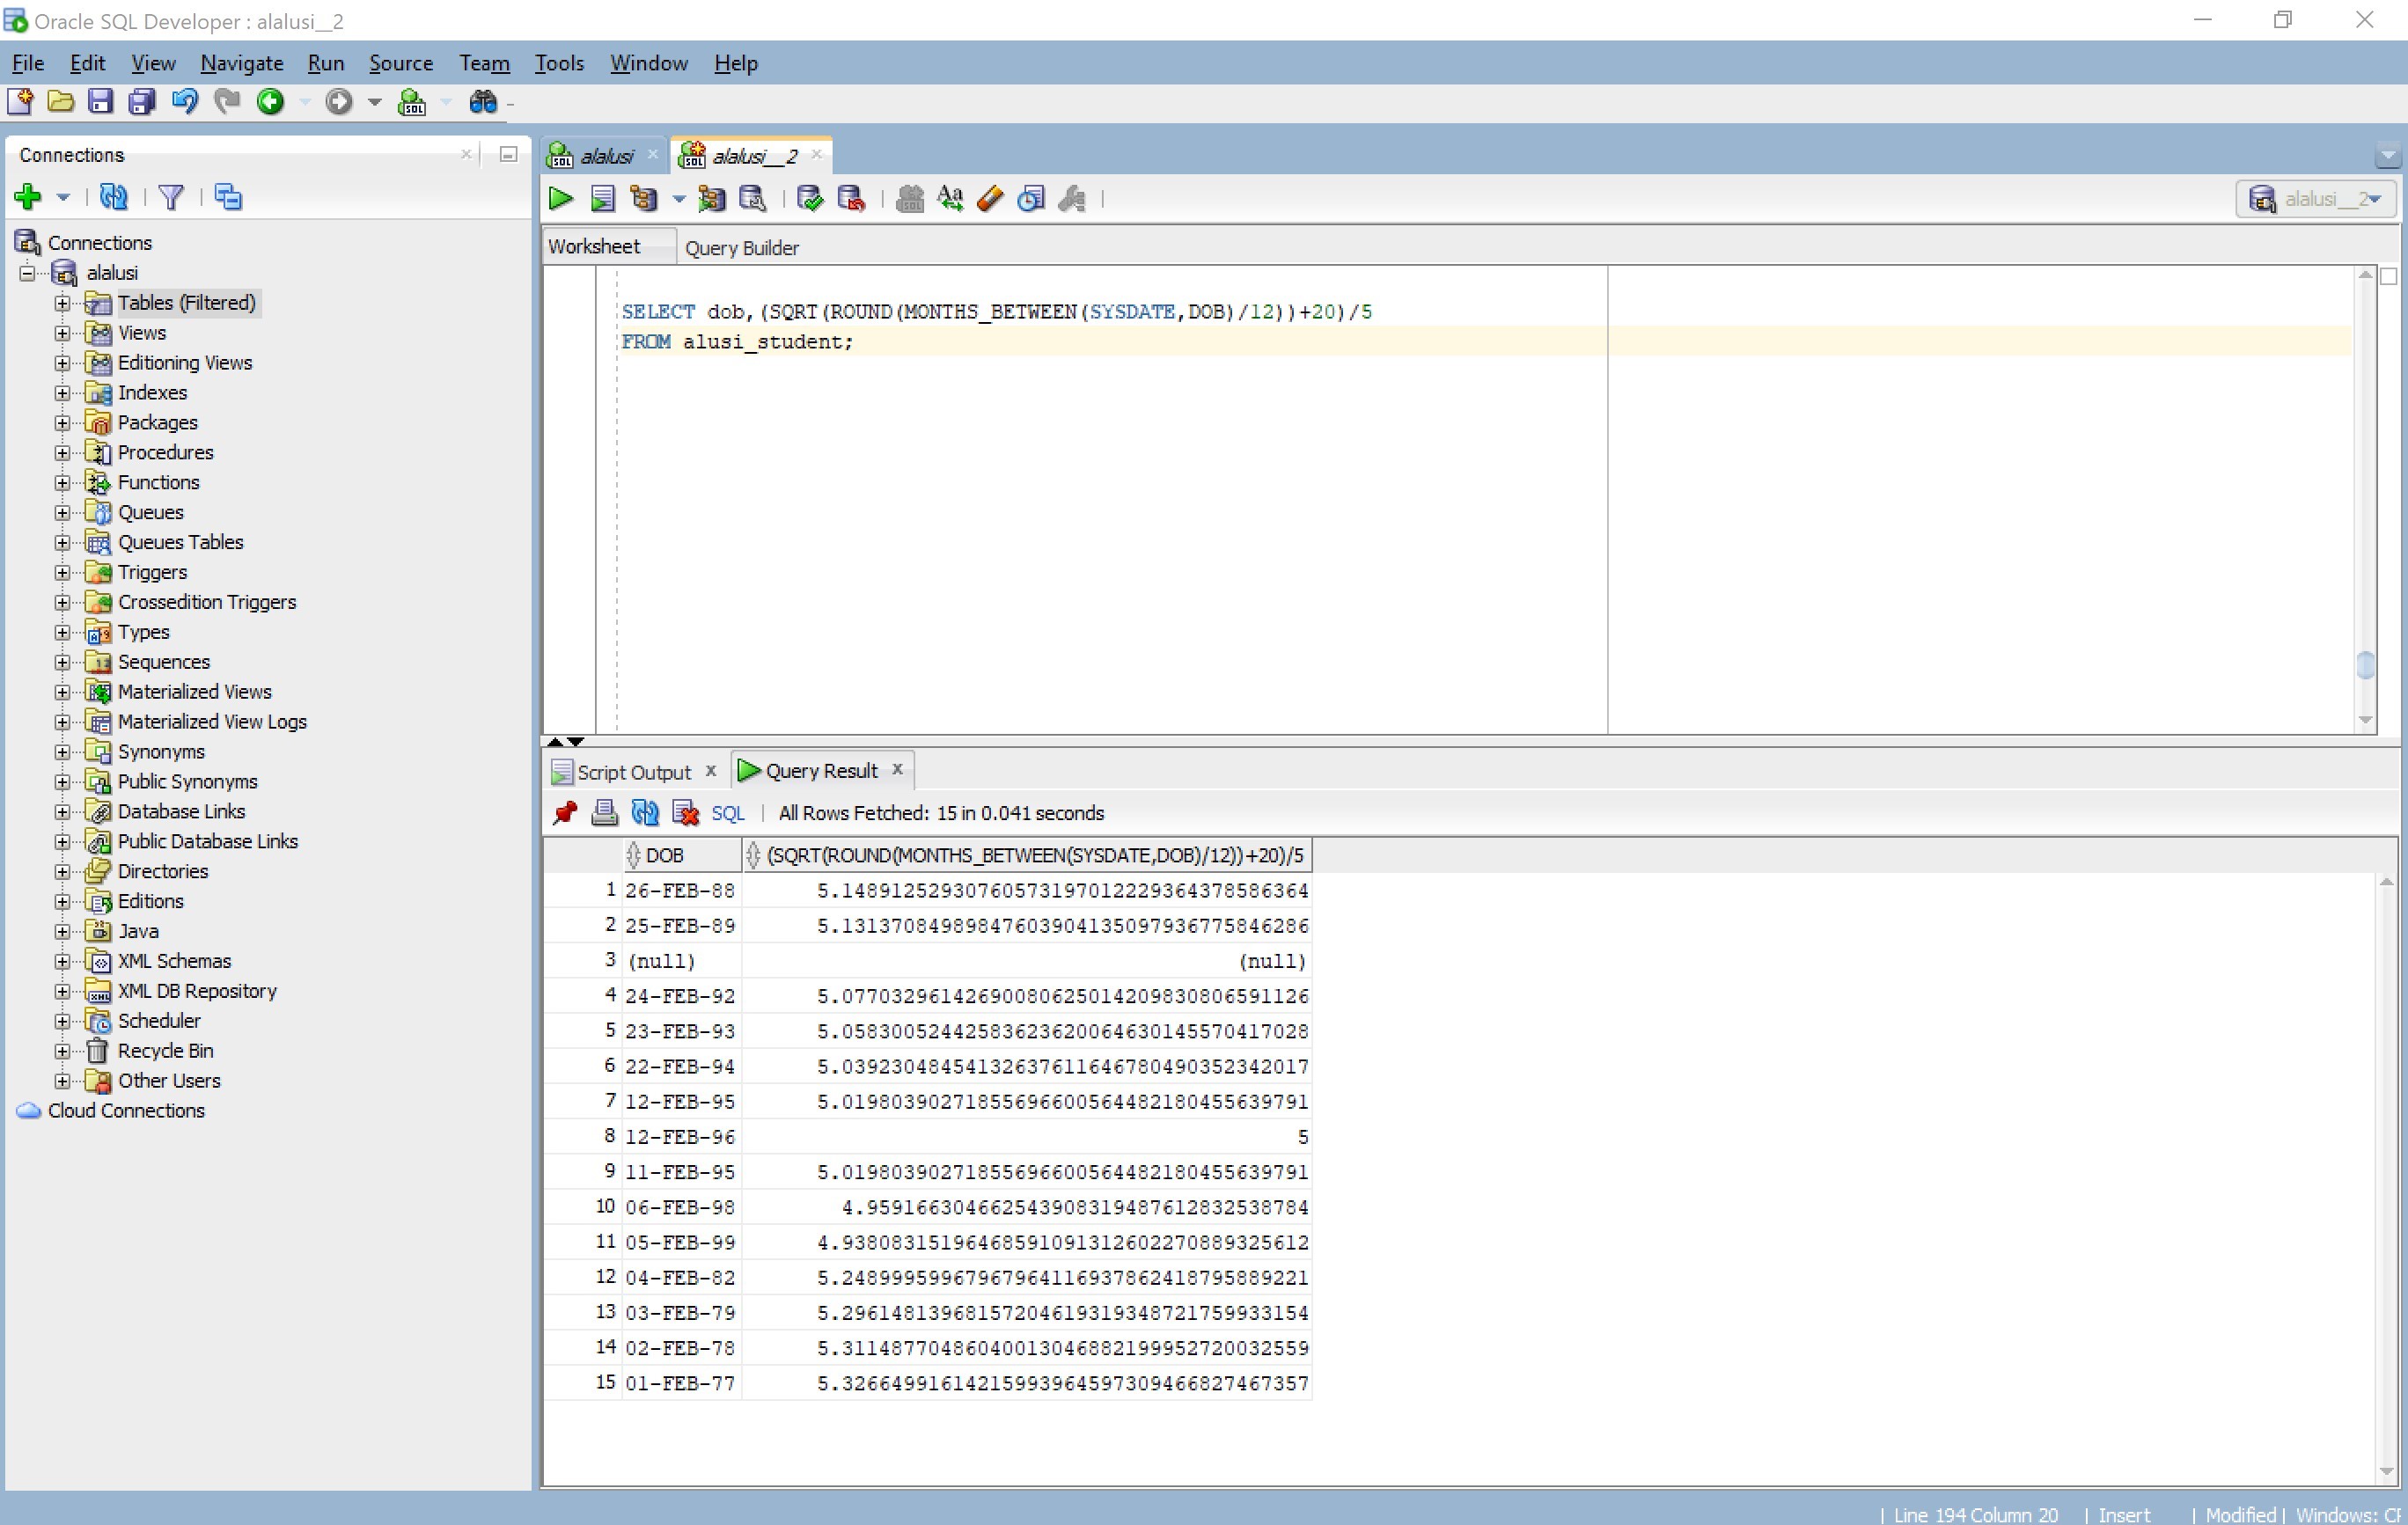 Oracle SQL Developer : alalusi__2
File Edit View Navigate Run Source Team Tools Window Help
Connections
Connections
alalusi
Tables (Filtered)
Views
Editioning Views
Indexes
Packages
Procedures
Functions
Queues
Queues Tables
Triggers
Crossedition Triggers
Types
Sequences
Materialized Views
Materialized View Logs
Synonyms
Public Synonyms
Database Links
Public Database Links
Directories
Editions
Java
XML Schemas
XML DB Repository
Scheduler
Recycle Bin
Other Users
Cloud Connections
alalusi alalusi__2
alalusi__2
Worksheet Query Builder
SELECT dob,(SQRT(ROUND(MONTHS_BETWEEN(SYSDATE,DOB)/12))+20)/5
FROM alusi_student;
Script Output Query Result
SQL | All Rows Fetched: 15 in 0.041 seconds
DOB (SQRT(ROUND(MONTHS_BETWEEN(SYSDATE,DOB)/12))+20)/5
1 26-FEB-88 5.14891252930760573197012229364378586364
2 25-FEB-89 5.13137084989847603904135097936775846286
3 (null) (null)
4 24-FEB-92 5.07703296142690080625014209830806591126
5 23-FEB-93 5.05830052442583623620064630145570417028
6 22-FEB-94 5.03923048454132637611646780490352342017
7 12-FEB-95 5.01980390271855696600564482180455639791
8 12-FEB-96 5
9 11-FEB-95 5.01980390271855696600564482180455639791
10 06-FEB-98 4.959166304662543908319487612832538784
11 05-FEB-99 4.93808315196468591091312602270889325612
12 04-FEB-82 5.24899959967967964116937862418795889221
13 03-FEB-79 5.29614813968157204619319348721759933154
14 02-FEB-78 5.31148770486040013046882199952720032559
15 01-FEB-77 5.32664991614215993964597309466827467357
Line 194 Column 20 | Insert | Modified | Windows: CF